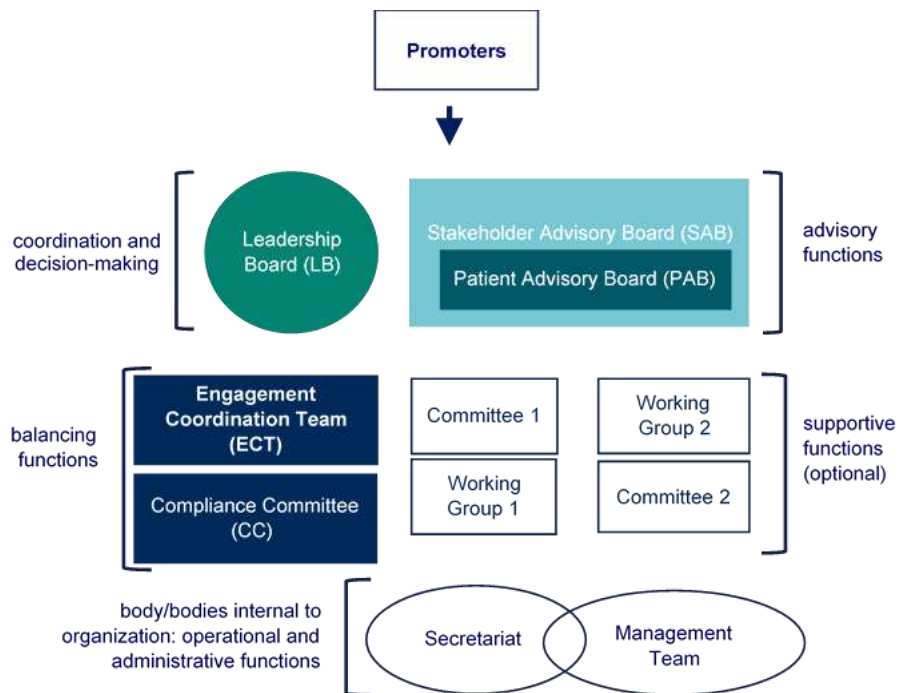 Promoters
coordination and
decision-making
Leadership
Board (LB)
Stakeholder Advisory Board (SAB)
Patient Advisory Board (PAB)
advisory
functions
balancing
functions
Engagement
Coordination Team
(ECT)
Compliance Committee
(CC)
Committee 1
Working
Group 2
Working
Group 1
Committee 2
supportive
functions
(optional)
body/bodies internal to
organization: operational and
administrative functions
Secretariat
Management
Team